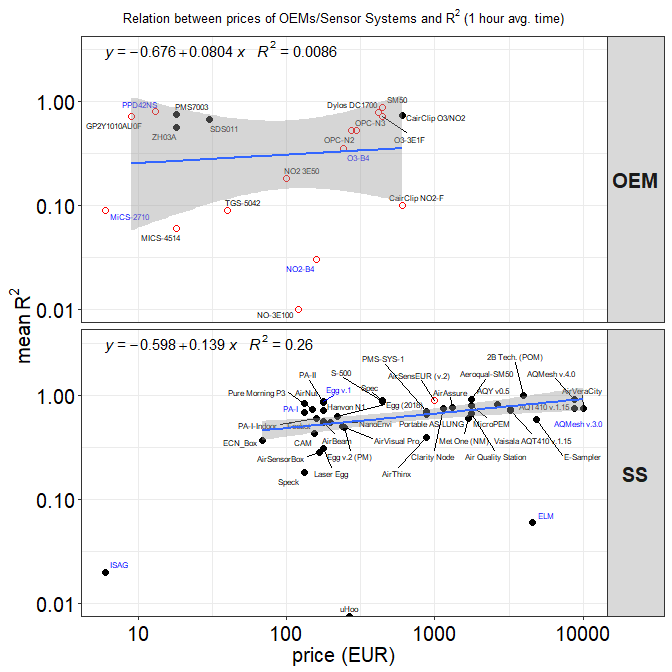 Relation between prices of OEMs/Sensor Systems and R² (1 hour avg. time)
y = −0.676 + 0.0804 x R² = 0.0086
1.00
0.10
0.01
PPD42NS
PMS7003
GP2Y1010AU0F
ZH03A
SDS011
Dylos DC1700
SM50
CairClip O3/NO2
OPC-N3
OPC-N2
O3-3E1F
O3-B4
NO2 3E50
CairClip NO2-F
TGS-5042
MiCS-2710
MICS-4514
NO2-B4
NO-3E100
OEM
mean R²
y = −0.598 + 0.139 x R² = 0.26
1.00
0.10
0.01
PMS-SYS-1
2B Tech. (POM)
PA-II
S-500
AirSensEUR (v.2)
Aeroqual-SM50
AQMesh v.4.0
Pure Morning P3
AirNut
Egg v.1
Spec
AirAssure
AQY v0.5
AirVeraCity
PA-I
Hanvon N1
Egg (2018)
AQT410 v.1.15
PA-I-Indoor
NanoEnvi
Portable AS-LUNG
MicroPEM
AQMesh v.3.0
ECN_Box
CAM
AirBeam
AirVisual Pro
Met One (NM)
Vaisala AQT410 v.1.15
AirSensorBox
Egg v.2 (PM)
Clarity Node
Air Quality Station
E-Sampler
Speck
Laser Egg
AirThinx
ELM
ISAG
uHoo
SS
10
100
1000
10000
price (EUR)